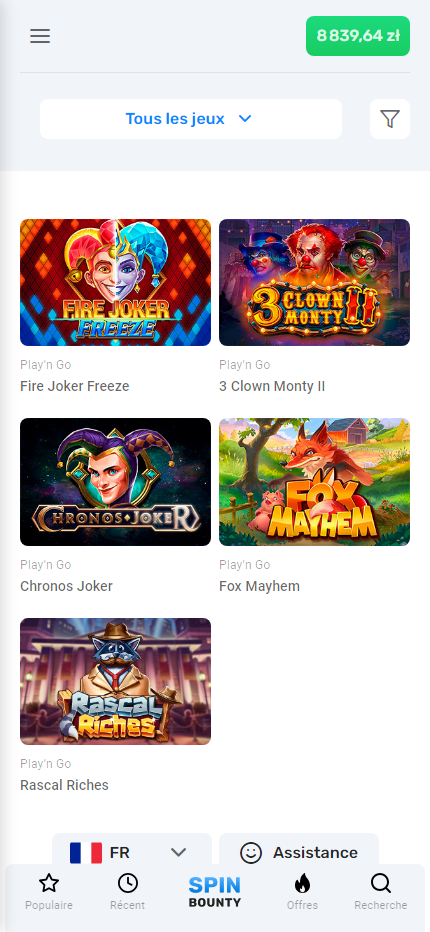 8 839,64 zł
Tous les jeux
FIRE JOKER
FREEZE
3 CLOWN
MONTY II
Play'n Go
Play'n Go
Fire Joker Freeze
3 Clown Monty II
CHRONOS JOKER
FOX
MAYHEM
Play'n Go
Play'n Go
Chronos Joker
Fox Mayhem
Rascal
Riches
Play'n Go
Rascal Riches
FR
Assistance
SPIN
BOUNTY
Populaire
Récent
Offres
Recherche